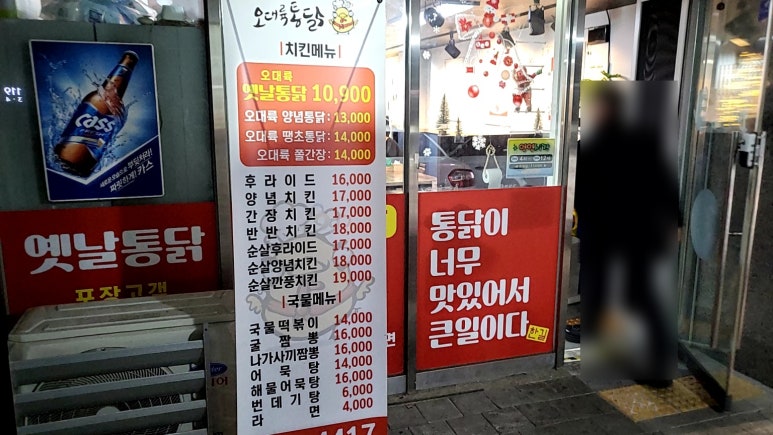 오대륙통닭
치킨메뉴
오대륙
옛날통닭 10,900
오대륙 양념통닭: 13,000
오대륙 땡초통닭: 14,000
오대륙 쫄간장: 14,000
후라이드 16,000
양념치킨 17,000
간장치킨 17,000
반반치킨 18,000
순살후라이드 17,000
순살양념치킨 18,000
순살깐풍치킨 19,000
국물메뉴
국물떡볶이 14,000
굴짬뽕 16,000
나가사끼짬뽕 16,000
어묵탕 14,000
해물어묵탕 16,000
번데기탕 6,000
라면 4,000
4417
cass
옛날통닭
포장고객
119
통닭이
너무
맛있어서
큰일이다
한길